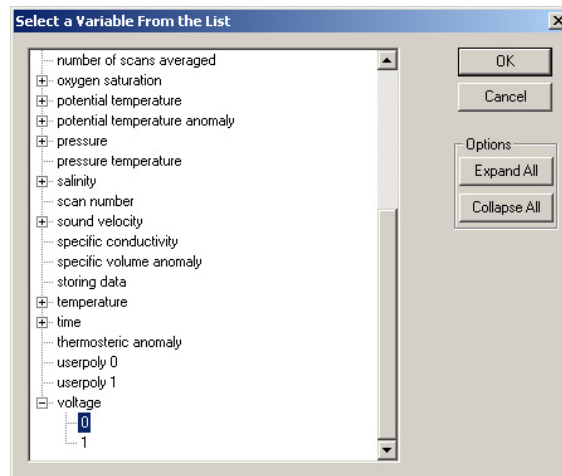 Select a Variable From the List
number of scans averaged
oxygen saturation
potential temperature
potential temperature anomaly
pressure
pressure temperature
salinity
scan number
sound velocity
specific conductivity
specific volume anomaly
storing data
temperature
time
thermosteric anomaly
userpoly 0
userpoly 1
voltage
0
1
OK
Cancel
Options
Expand All
Collapse All